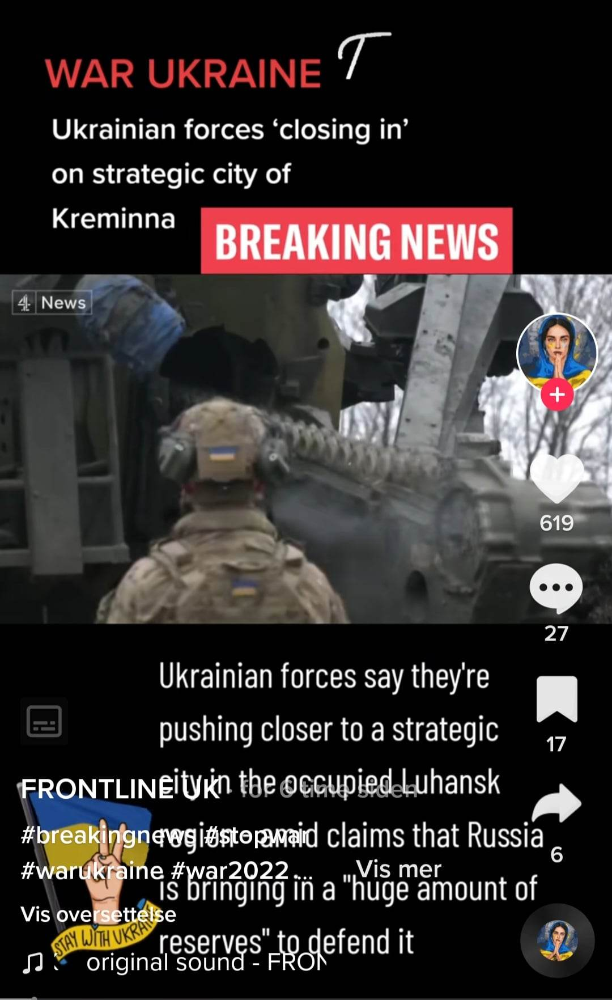 WAR UKRAINE T
Ukrainian forces ‘closing in’
on strategic city of
Kreminna
BREAKING NEWS
4 News
619
27
Ukrainian forces say they're
pushing closer to a strategic
17
city in the occupied Luhansk
FRONTLINE UK · for 6 time siden
region - amid claims that Russia
#breakingnews #stopwar
6
#warukraine #war2022 ... Vis mer
is bringing in a "huge amount of
Vis oversettelse
STAY WITH UKRAINE
reserves" to defend it
original sound - FRON